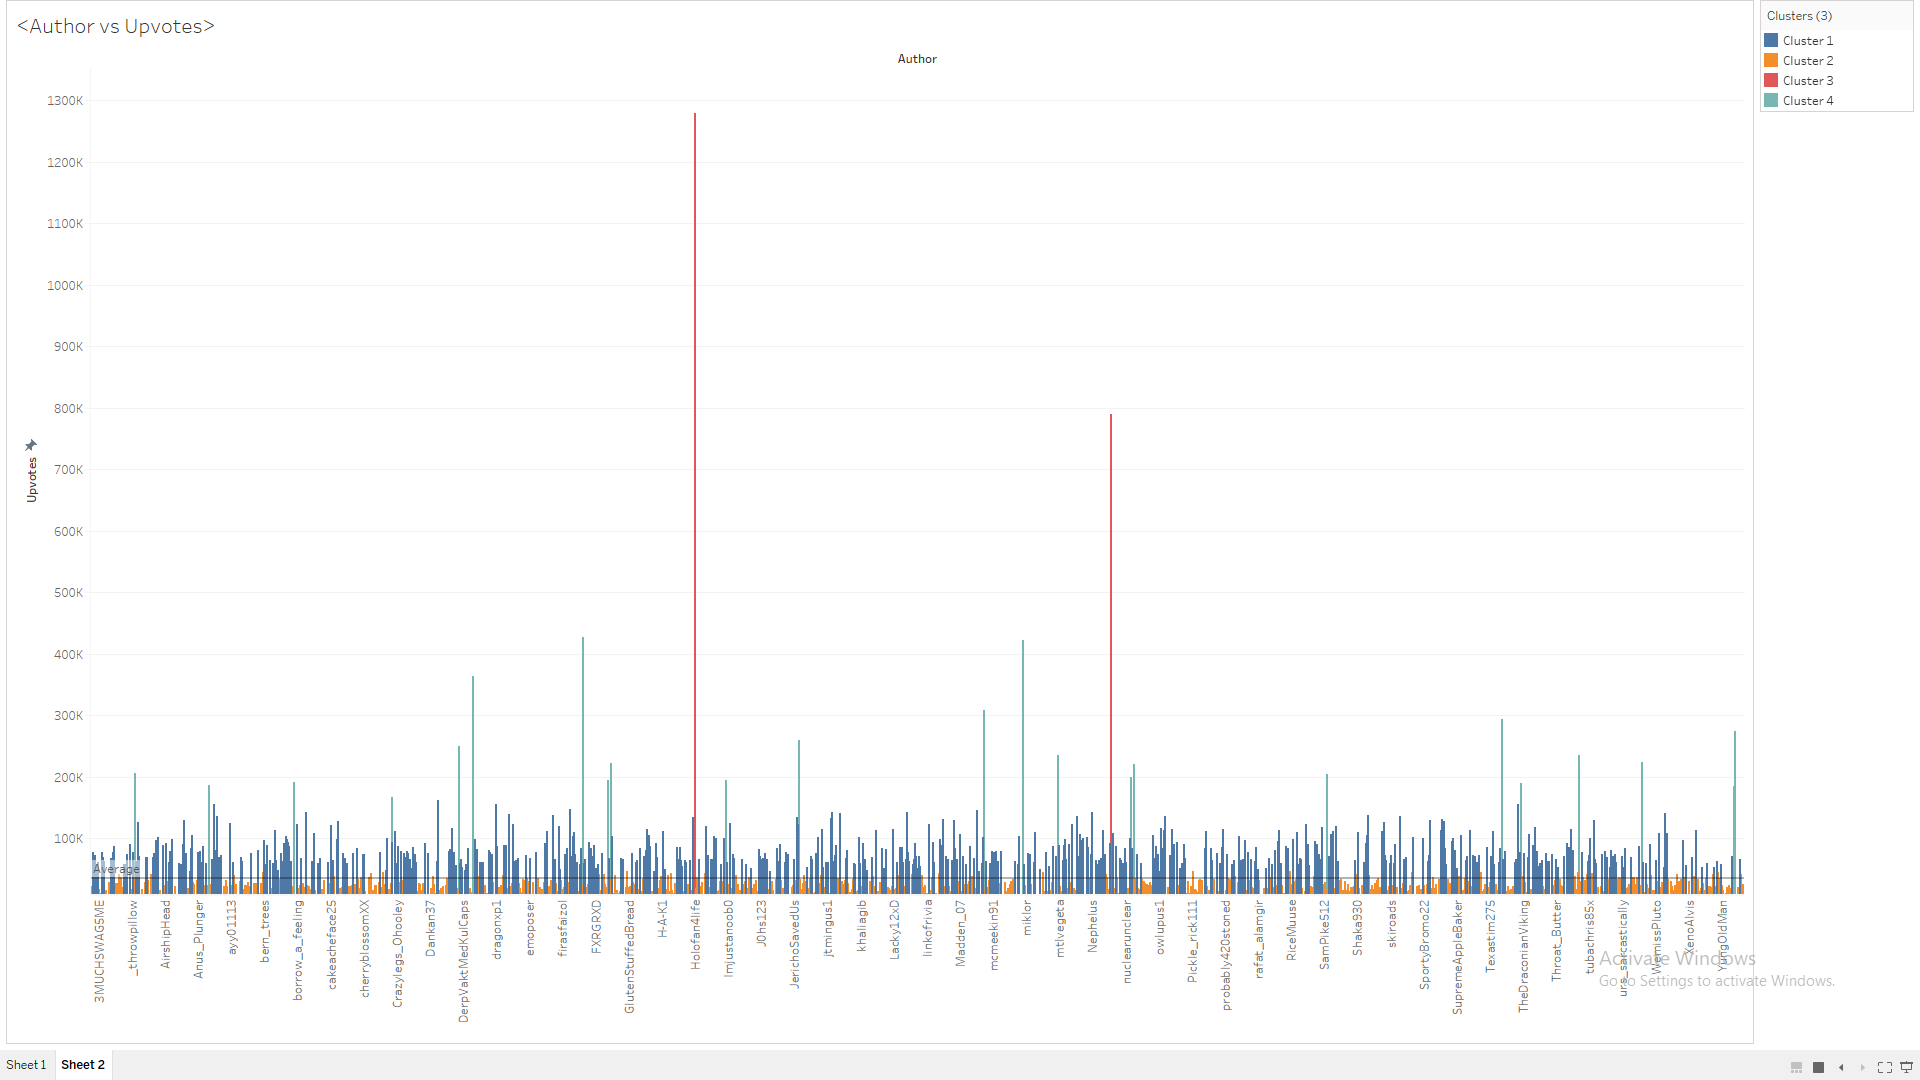 <Author vs Upvotes>
Author
Clusters (3)
Cluster 1
Cluster 2
Cluster 3
Cluster 4
1300K
1200K
1100K
1000K
900K
800K
700K
600K
500K
400K
300K
200K
100K
Upvotes
Average
3MUCHSWAGSME
_throwpillow
AirshipHead
Anus_Plunger
ayy01113
bern_trees
borrow_a_feeling
cakeacheface25
cherryblossomXX
Crazylegs_Ohooley
Dankan37
DerpVaktMedKulCaps
dragonxp1
emoposer
firasfaizol
FXRGRXD
GlutenStuffedBread
H-A-K1
Holofan4life
Imjustanoob0
J0hs123
JerichoSavedUs
jtmingus1
khaliagib
Lacky12xD
linkofrivia
Madden_07
mcmeekin91
miklor
mtlvegeta
Nephelus
nuclearunclear
owlupus1
Pickle_rick111
probably420stoned
rafat_alamgir
RiceMuuse
SamPike512
Shaka930
skiroads
SportyBromo22
SupremeAppleBaker
Texastim275
TheDraconianViking
Throat_Butter
tubachris85x
urs_sarcastically
WemissPluto
XenoAlvis
YungOldMan
Activate Windows
Go to Settings to activate Windows.
Sheet 1
Sheet 2